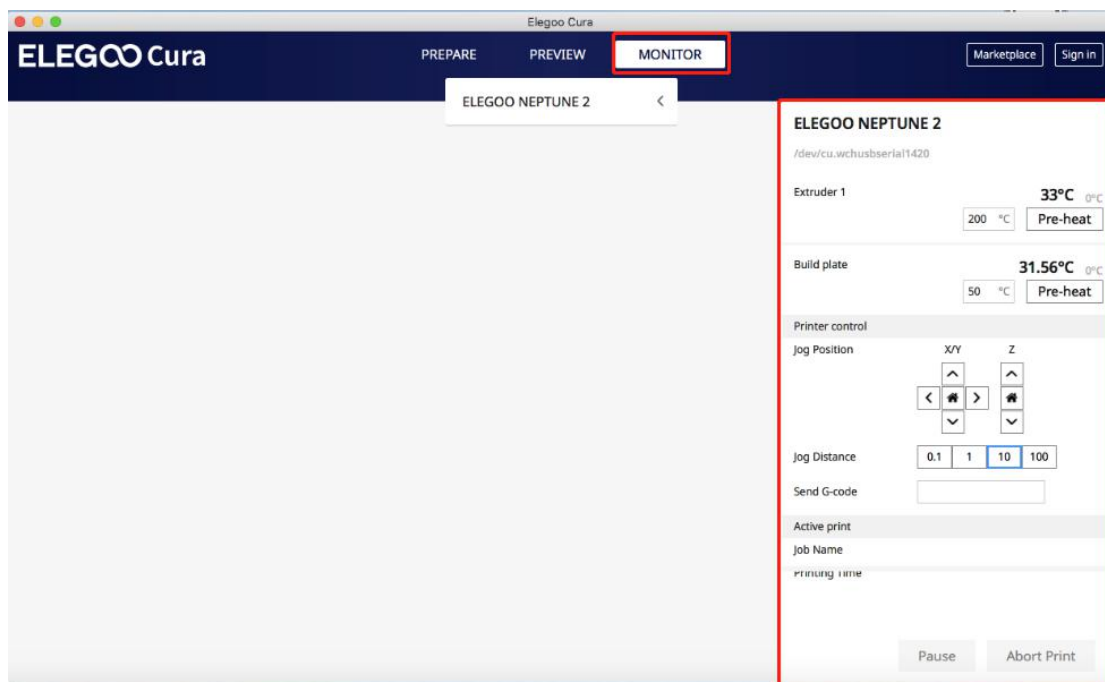 Elegoo Cura
ELEGOO Cura PREPARE PREVIEW MONITOR Marketplace Sign in
ELEGOO NEPTUNE 2
ELEGOO NEPTUNE 2
/dev/cu.wchusbserial1420
Extruder 1 33°C 0°C
200 °C Pre-heat
Build plate 31.56°C 0°C
50 °C Pre-heat
Printer control
Jog Position X/Y Z
Jog Distance 0.1 1 10 100
Send G-code
Active print
Job Name
Printing Time
Pause Abort Print